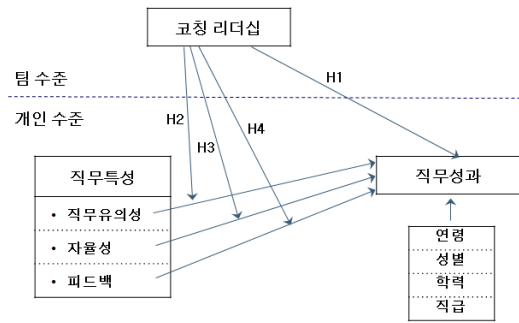 코칭 리더십
H1
팀 수준
개인 수준
H2
H3
H4
직무특성
• 직무유의성
• 자율성
• 피드백
직무성과
연령
성별
학력
직급